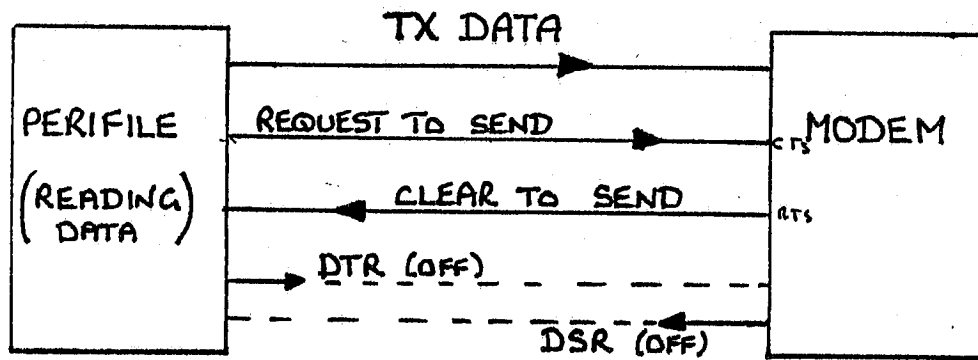 TX DATA
PERIFILE
(READING DATA)
REQUEST TO SEND
CTS
MODEM
CLEAR TO SEND
RTS
DTR (OFF)
DSR (OFF)